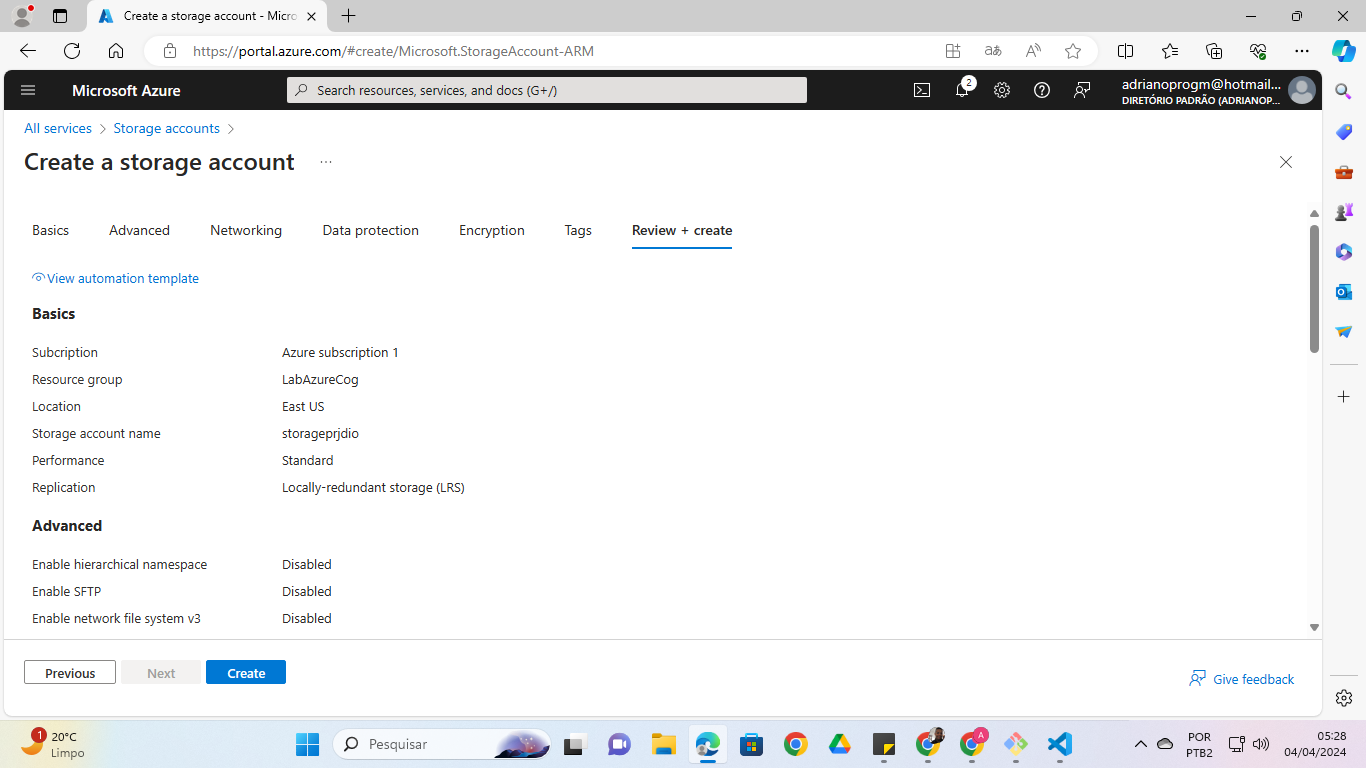 Create a storage account - Micro
https://portal.azure.com/#create/Microsoft.StorageAccount-ARM
Microsoft Azure
Search resources, services, and docs (G+/)
2
adrianoprogm@hotmail...
DIRETÓRIO PADRÃO (ADRIANOP...
All services
Storage accounts
Create a storage account
Basics
Advanced
Networking
Data protection
Encryption
Tags
Review + create
View automation template
Basics
Subcription
Azure subscription 1
Resource group
LabAzureCog
Location
East US
Storage account name
storageprjdio
Performance
Standard
Replication
Locally-redundant storage (LRS)
Advanced
Enable hierarchical namespace
Disabled
Enable SFTP
Disabled
Enable network file system v3
Disabled
Previous
Next
Create
Give feedback
1
20°C
Limpo
Pesquisar
A
POR
PTB2
05:28
04/04/2024